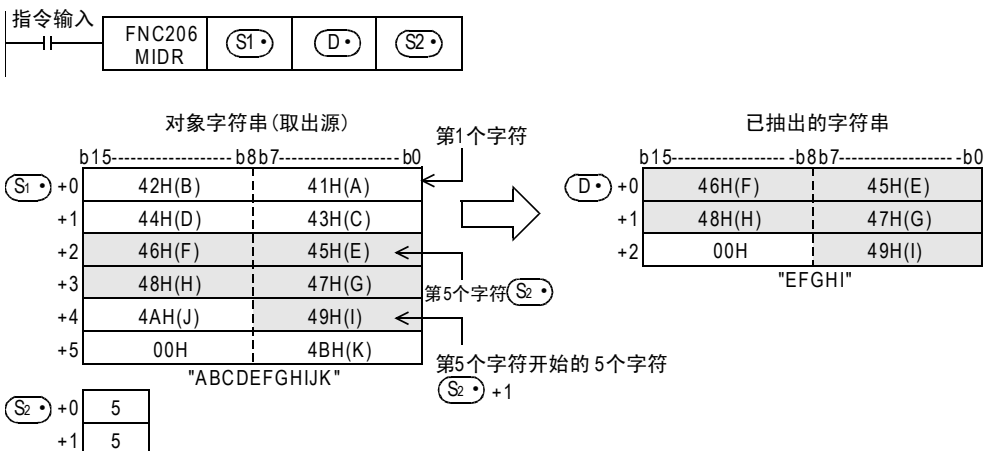 指令输入
FNC206
MIDR
S1・
D・
S2・
对象字符串(取出源)
第1个字符
已抽出的字符串
b15------------------b8b7------------------b0
b15------------------b8b7------------------b0
S1・ +0 42H(B) 41H(A)
+1 44H(D) 43H(C)
+2 46H(F) 45H(E)
+3 48H(H) 47H(G)
+4 4AH(J) 49H(I)
+5 00H 4BH(K)
"ABCDEFGHIJK"
第5个字符 S2・
第5个字符开始的 5个字符
S2・ +1
D・ +0 46H(F) 45H(E)
+1 48H(H) 47H(G)
+2 00H 49H(I)
"EFGHI"
S2・ +0 5
+1 5